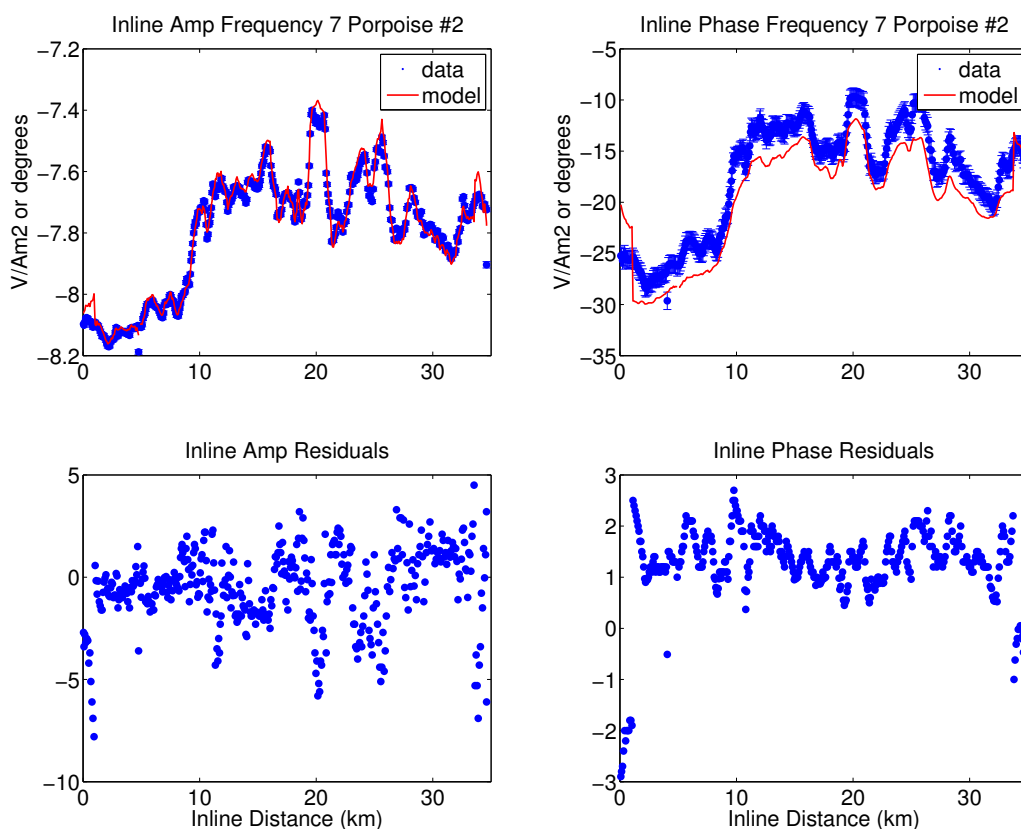 Inline Amp Frequency 7 Porpoise #2
−7.2
−7.4
−7.6
−7.8
−8
−8.2
V/Am2 or degrees
0 10 20 30
data
model
Inline Phase Frequency 7 Porpoise #2
−5
−10
−15
−20
−25
−30
−35
V/Am2 or degrees
0 10 20 30
data
model
Inline Amp Residuals
5
0
−5
−10
0 10 20 30
Inline Distance (km)
Inline Phase Residuals
3
2
1
0
−1
−2
−3
0 10 20 30
Inline Distance (km)